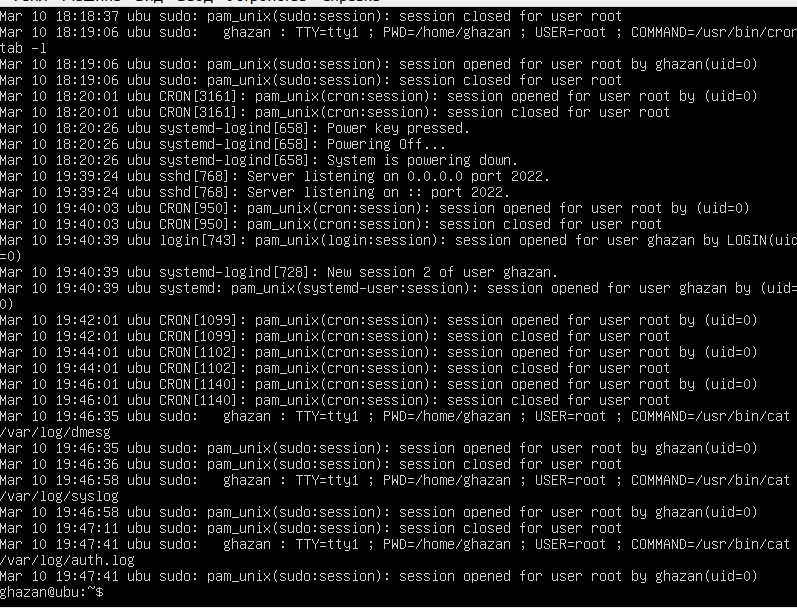 Mar 10 18:18:37 ubu sudo: pam_unix(sudo:session): session closed for user root
Mar 10 18:19:06 ubu sudo:   ghazan : TTY=tty1 ; PWD=/home/ghazan ; USER=root ; COMMAND=/usr/bin/cron
tab -l
Mar 10 18:19:06 ubu sudo: pam_unix(sudo:session): session opened for user root by ghazan(uid=0)
Mar 10 18:19:06 ubu sudo: pam_unix(sudo:session): session closed for user root
Mar 10 18:20:01 ubu CRON[3161]: pam_unix(cron:session): session opened for user root by (uid=0)
Mar 10 18:20:01 ubu CRON[3161]: pam_unix(cron:session): session closed for user root
Mar 10 18:20:26 ubu systemd-logind[658]: Power key pressed.
Mar 10 18:20:26 ubu systemd-logind[658]: Powering Off...
Mar 10 18:20:26 ubu systemd-logind[658]: System is powering down.
Mar 10 19:39:24 ubu sshd[768]: Server listening on 0.0.0.0 port 2022.
Mar 10 19:39:24 ubu sshd[768]: Server listening on :: port 2022.
Mar 10 19:40:03 ubu CRON[950]: pam_unix(cron:session): session opened for user root by (uid=0)
Mar 10 19:40:03 ubu CRON[950]: pam_unix(cron:session): session closed for user root
Mar 10 19:40:39 ubu login[743]: pam_unix(login:session): session opened for user ghazan by LOGIN(uid
=0)
Mar 10 19:40:39 ubu systemd-logind[728]: New session 2 of user ghazan.
Mar 10 19:40:39 ubu systemd: pam_unix(systemd-user:session): session opened for user ghazan by (uid=
0)
Mar 10 19:42:01 ubu CRON[1099]: pam_unix(cron:session): session opened for user root by (uid=0)
Mar 10 19:42:01 ubu CRON[1099]: pam_unix(cron:session): session closed for user root
Mar 10 19:44:01 ubu CRON[1102]: pam_unix(cron:session): session opened for user root by (uid=0)
Mar 10 19:44:01 ubu CRON[1102]: pam_unix(cron:session): session closed for user root
Mar 10 19:46:01 ubu CRON[1140]: pam_unix(cron:session): session opened for user root by (uid=0)
Mar 10 19:46:01 ubu CRON[1140]: pam_unix(cron:session): session closed for user root
Mar 10 19:46:35 ubu sudo:   ghazan : TTY=tty1 ; PWD=/home/ghazan ; USER=root ; COMMAND=/usr/bin/cat
/var/log/dmesg
Mar 10 19:46:35 ubu sudo: pam_unix(sudo:session): session opened for user root by ghazan(uid=0)
Mar 10 19:46:36 ubu sudo: pam_unix(sudo:session): session closed for user root
Mar 10 19:46:58 ubu sudo:   ghazan : TTY=tty1 ; PWD=/home/ghazan ; USER=root ; COMMAND=/usr/bin/cat
/var/log/syslog
Mar 10 19:46:58 ubu sudo: pam_unix(sudo:session): session opened for user root by ghazan(uid=0)
Mar 10 19:47:11 ubu sudo: pam_unix(sudo:session): session closed for user root
Mar 10 19:47:41 ubu sudo:   ghazan : TTY=tty1 ; PWD=/home/ghazan ; USER=root ; COMMAND=/usr/bin/cat
/var/log/auth.log
Mar 10 19:47:41 ubu sudo: pam_unix(sudo:session): session opened for user root by ghazan(uid=0)
ghazan@ubu:~$